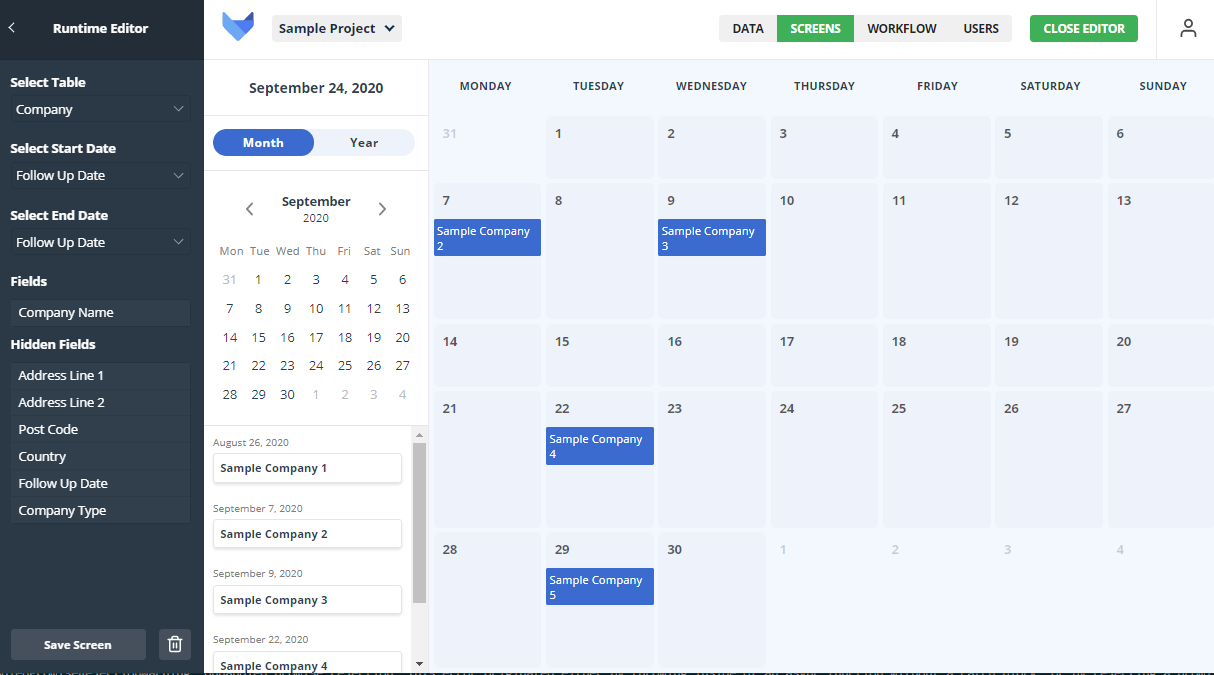 Runtime Editor
Sample Project
DATA SCREENS WORKFLOW USERS
CLOSE EDITOR
Select Table
Company
Select Start Date
Follow Up Date
Select End Date
Follow Up Date
Fields
Company Name
Hidden Fields
Address Line 1
Address Line 2
Post Code
Country
Follow Up Date
Company Type
Save Screen
September 24, 2020
Month Year
September
2020
Mon Tue Wed Thu Fri Sat Sun
31 1 2 3 4 5 6
7 8 9 10 11 12 13
14 15 16 17 18 19 20
21 22 23 24 25 26 27
28 29 30 1 2 3 4
August 26, 2020
Sample Company 1
September 7, 2020
Sample Company 2
September 9, 2020
Sample Company 3
September 22, 2020
Sample Company 4
MONDAY TUESDAY WEDNESDAY THURSDAY FRIDAY SATURDAY SUNDAY
31 1 2 3 4 5 6
7 8 9 10 11 12 13
Sample Company
2
Sample Company
3
14 15 16 17 18 19 20
21 22 23 24 25 26 27
Sample Company
4
28 29 30 1 2 3 4
Sample Company
5